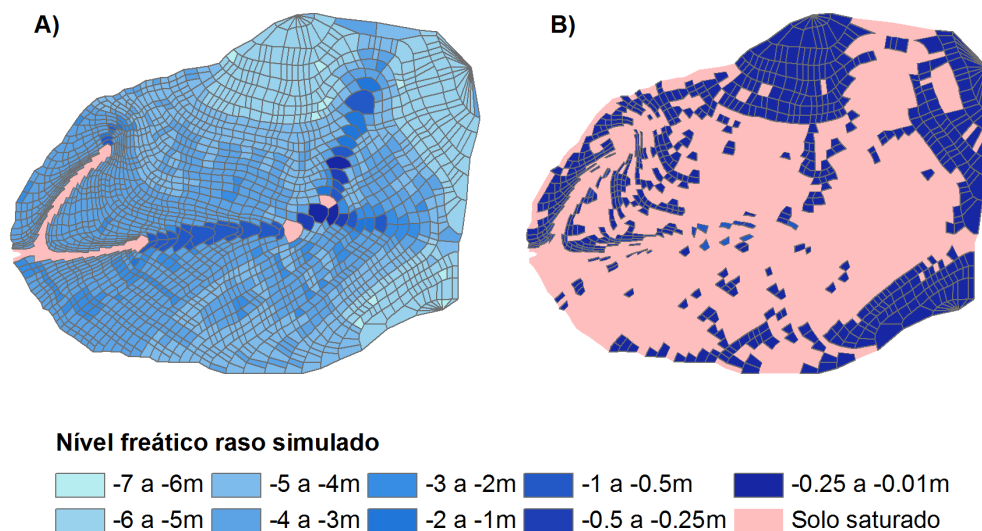 A)
B)
Nível freático raso simulado
-7 a -6m
-5 a -4m
-3 a -2m
-1 a -0.5m
-0.25 a -0.01m
-6 a -5m
-4 a -3m
-2 a -1m
-0.5 a -0.25m
Solo saturado